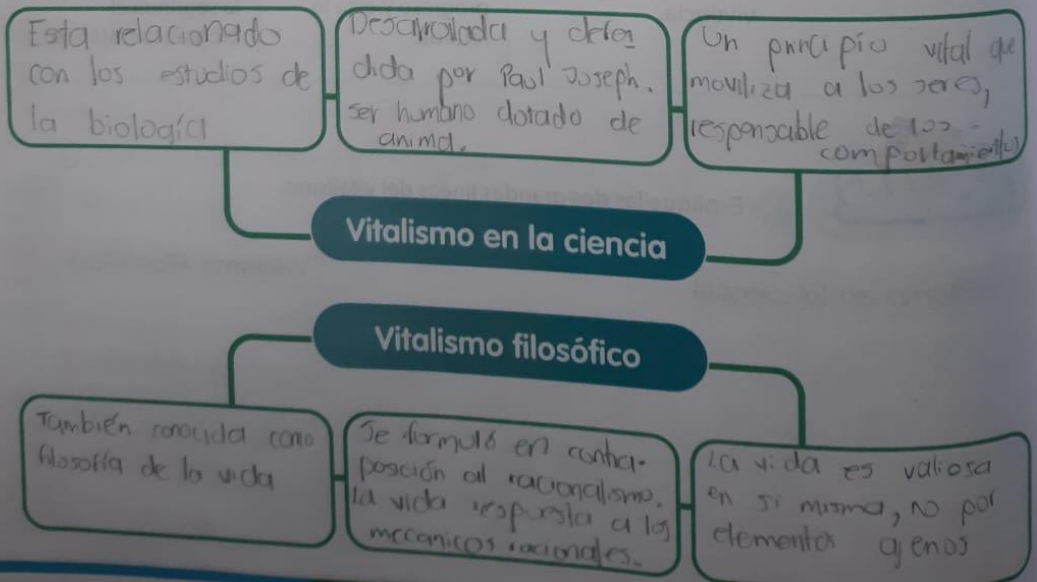 Esta relacionado
con los estudios de
la biología
Desarrolada y defen
dida por Paul Joseph.
ser humano dotado de
anima.
Un principio vital que
moviliza a los seres,
responsable de los
comportamientos
Vitalismo en la ciencia
Vitalismo filosófico
También conocida como
filosofía de la vida
Se formuló en contra-
posción al racionalismo.
La vida respuesta a los
mecanicos racionales.
La vida es valiosa
en si misma, no por
elementos ajenos